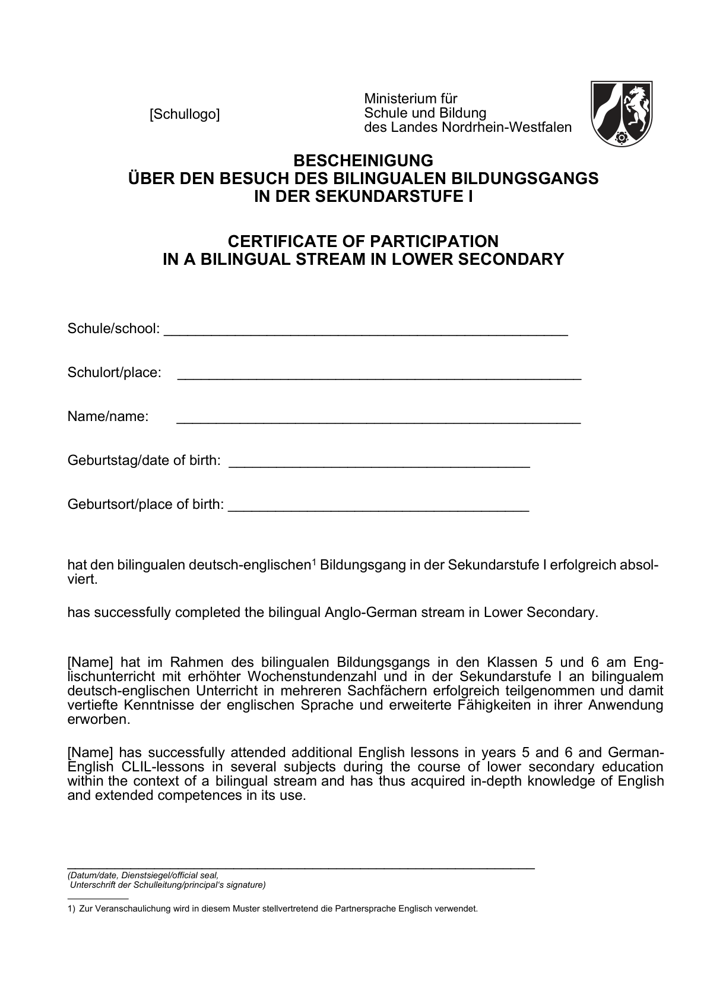 [Schullogo]
Ministerium für
Schule und Bildung
des Landes Nordrhein-Westfalen
BESCHEINIGUNG
ÜBER DEN BESUCH DES BILINGUALEN BILDUNGSGANGS
IN DER SEKUNDARSTUFE I
CERTIFICATE OF PARTICIPATION
IN A BILINGUAL STREAM IN LOWER SECONDARY
Schule/school: ___________________________________________________
Schulort/place: ___________________________________________________
Name/name: ___________________________________________________
Geburtstag/date of birth: ______________________________________
Geburtsort/place of birth: ______________________________________
hat den bilingualen deutsch-englischen¹ Bildungsgang in der Sekundarstufe I erfolgreich absol-
viert.
has successfully completed the bilingual Anglo-German stream in Lower Secondary.
[Name] hat im Rahmen des bilingualen Bildungsgangs in den Klassen 5 und 6 am Eng-
lischunterricht mit erhöhter Wochenstundenzahl und in der Sekundarstufe I an bilingualem
deutsch-englischen Unterricht in mehreren Sachfächern erfolgreich teilgenommen und damit
vertiefte Kenntnisse der englischen Sprache und erweiterte Fähigkeiten in ihrer Anwendung
erworben.
[Name] has successfully attended additional English lessons in years 5 and 6 and German-
English CLIL-lessons in several subjects during the course of lower secondary education
within the context of a bilingual stream and has thus acquired in-depth knowledge of English
and extended competences in its use.
(Datum/date, Dienstsiegel/official seal,
Unterschrift der Schulleitung/principal‘s signature)
1) Zur Veranschaulichung wird in diesem Muster stellvertretend die Partnersprache Englisch verwendet.